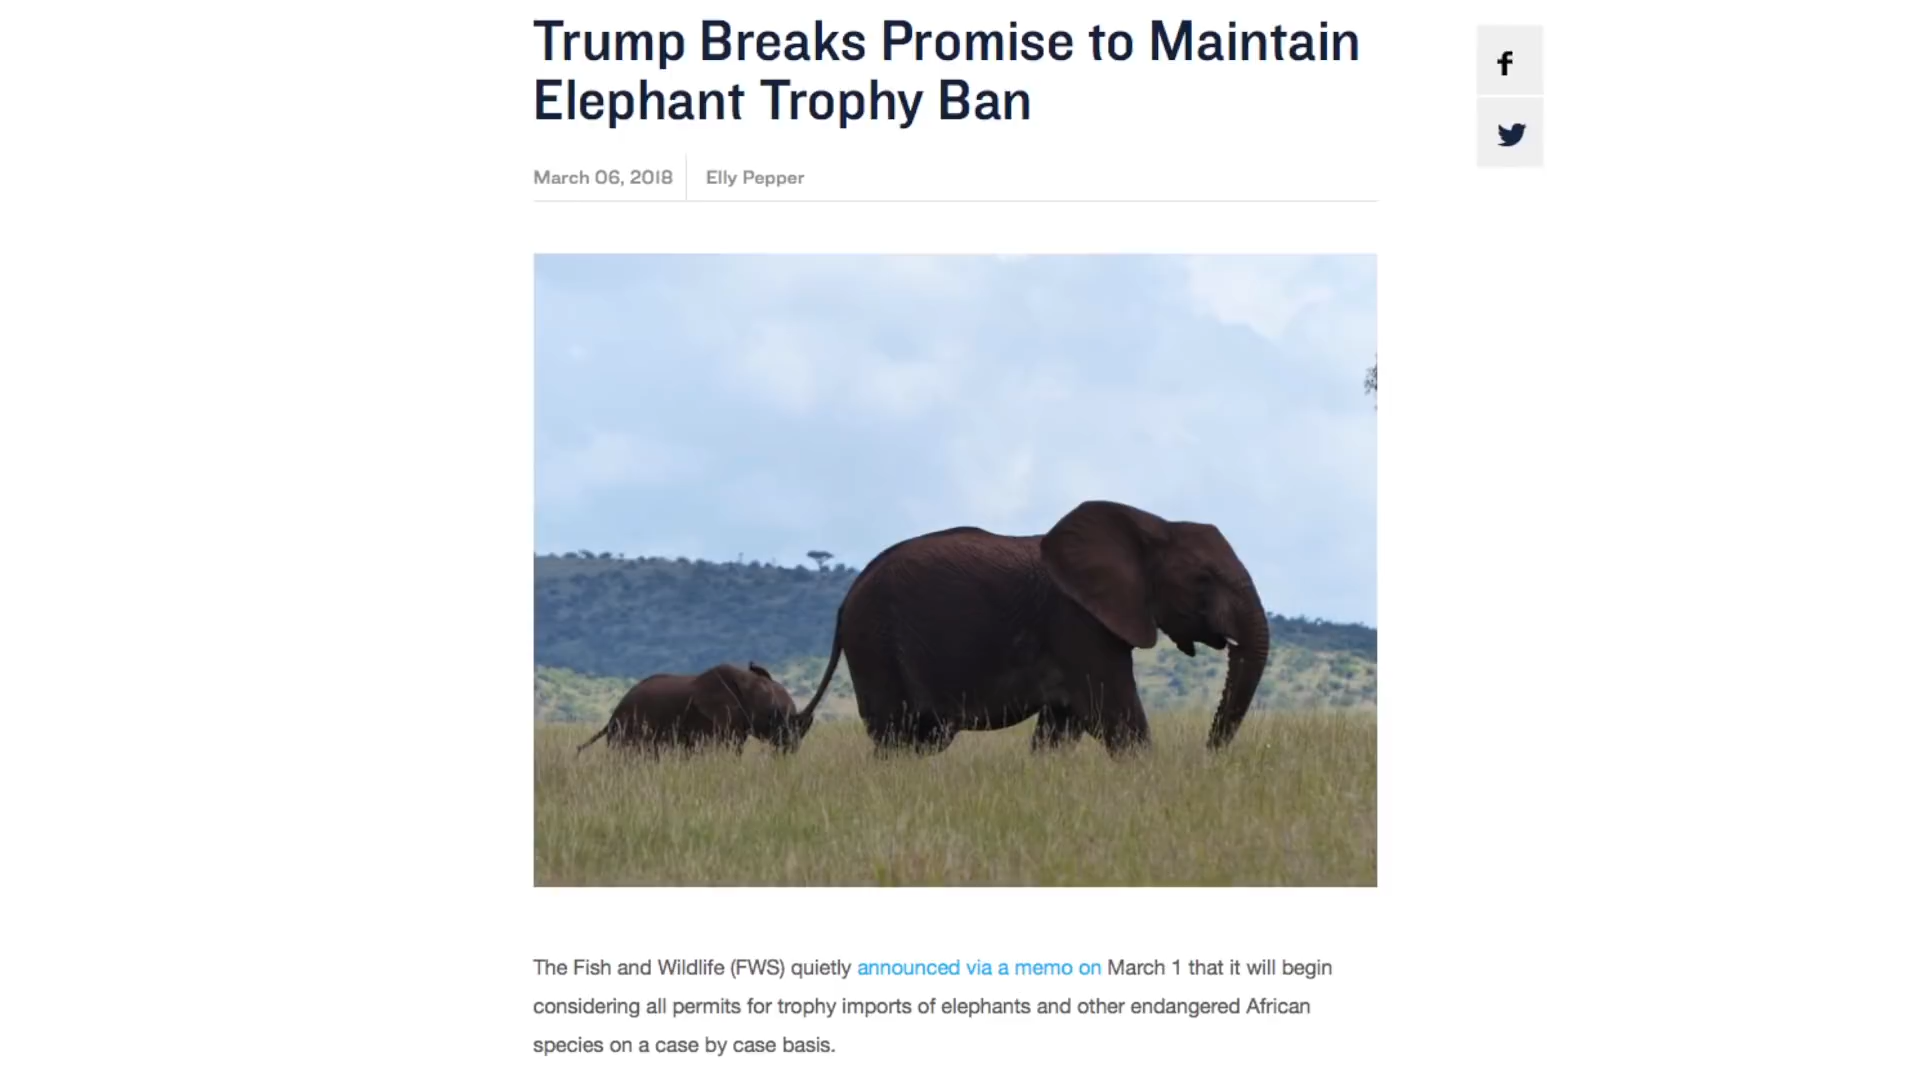 Trump Breaks Promise to Maintain
Elephant Trophy Ban
March 06, 2018
Elly Pepper
The Fish and Wildlife (FWS) quietly announced via a memo on March 1 that it will begin
considering all permits for trophy imports of elephants and other endangered African
species on a case by case basis.